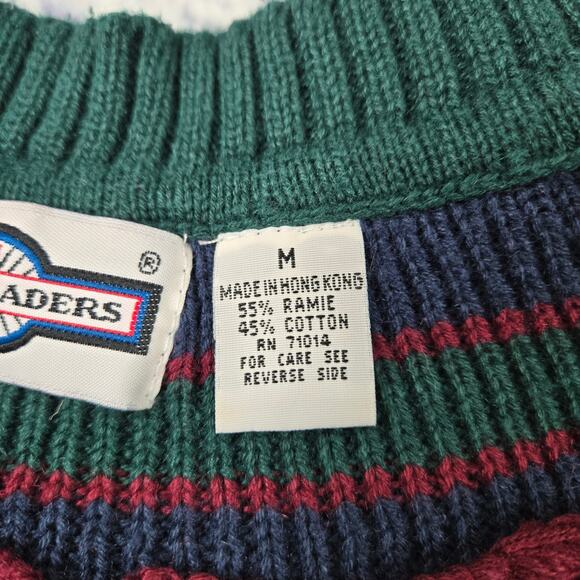 ADERS
®
M
MADE IN HONG KONG
55% RAMIE
45% COTTON
RN 71014
FOR CARE SEE
REVERSE SIDE